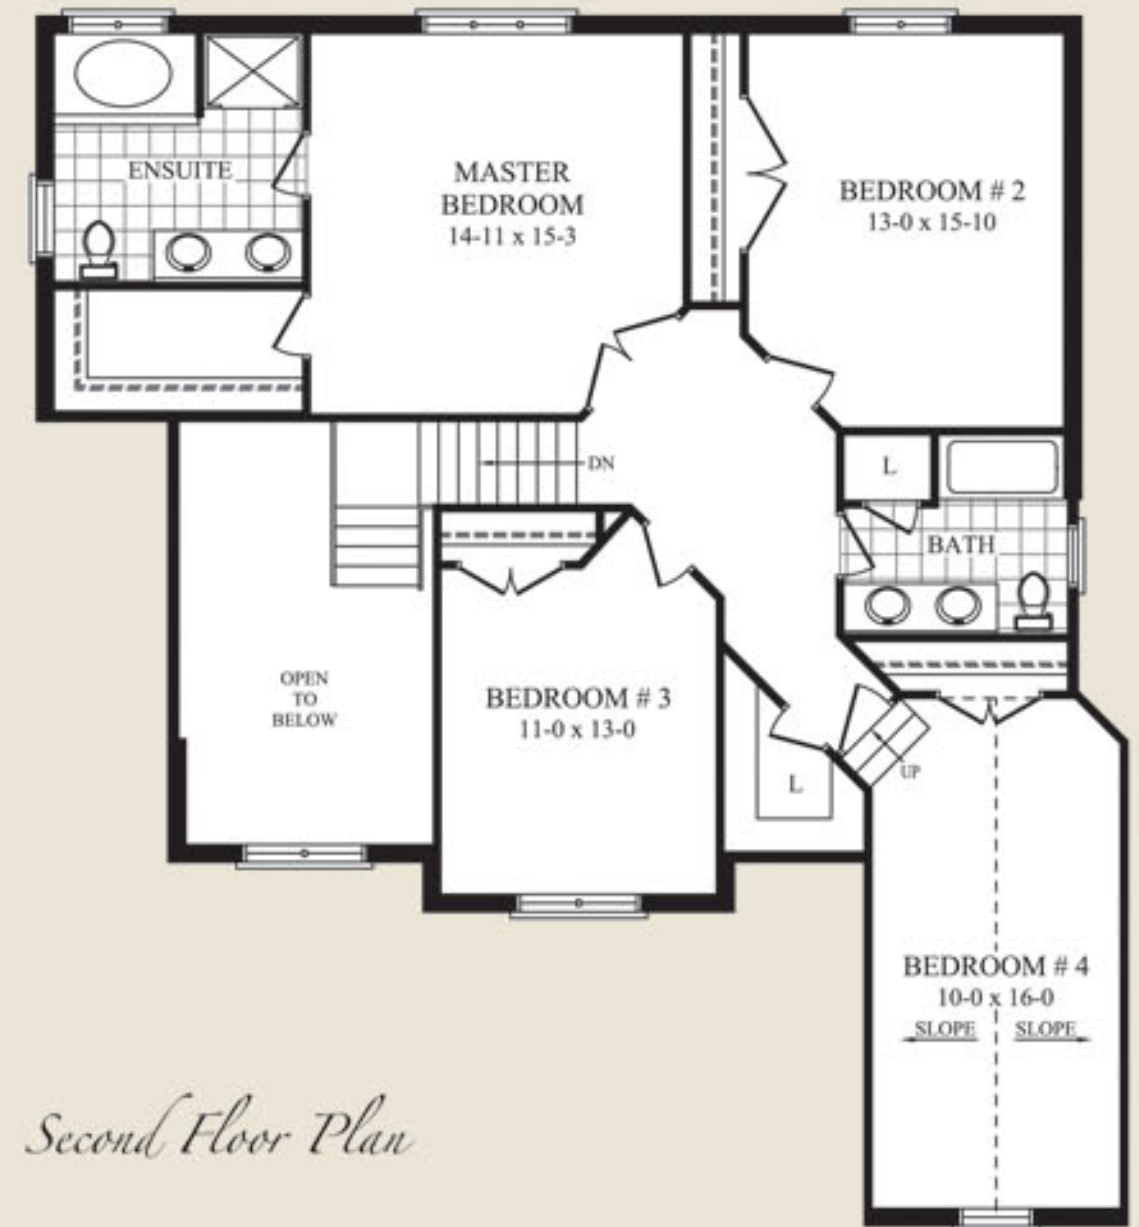 ENSUITE
MASTER
BEDROOM
14-11 x 15-3
BEDROOM # 2
13-0 x 15-10
DN
L
BATH
OPEN
TO
BELOW
BEDROOM # 3
11-0 x 13-0
L
UP
BEDROOM # 4
10-0 x 16-0
SLOPE SLOPE
Second Floor Plan